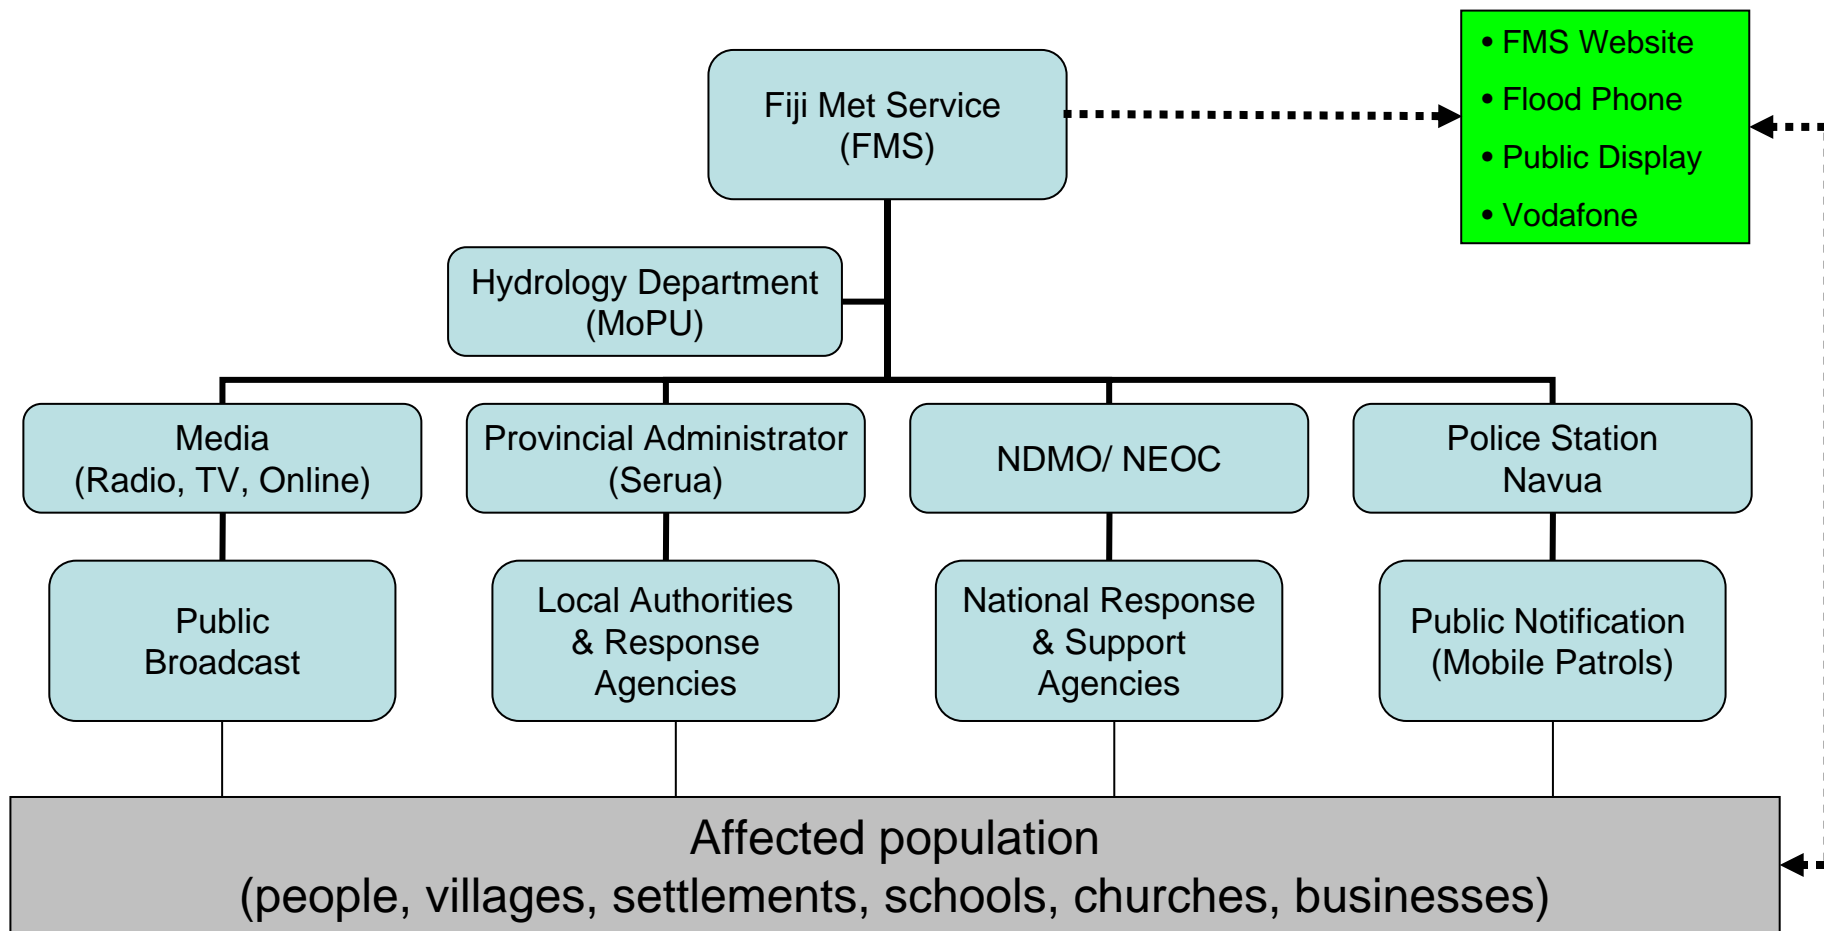 Fiji Met Service
(FMS)
• FMS Website
• Flood Phone
• Public Display
• Vodafone
Hydrology Department
(MoPU)
Media
(Radio, TV, Online)
Provincial Administrator
(Serua)
NDMO/ NEOC
Police Station
Navua
Public
Broadcast
Local Authorities
& Response
Agencies
National Response
& Support
Agencies
Public Notification
(Mobile Patrols)
Affected population
(people, villages, settlements, schools, churches, businesses)